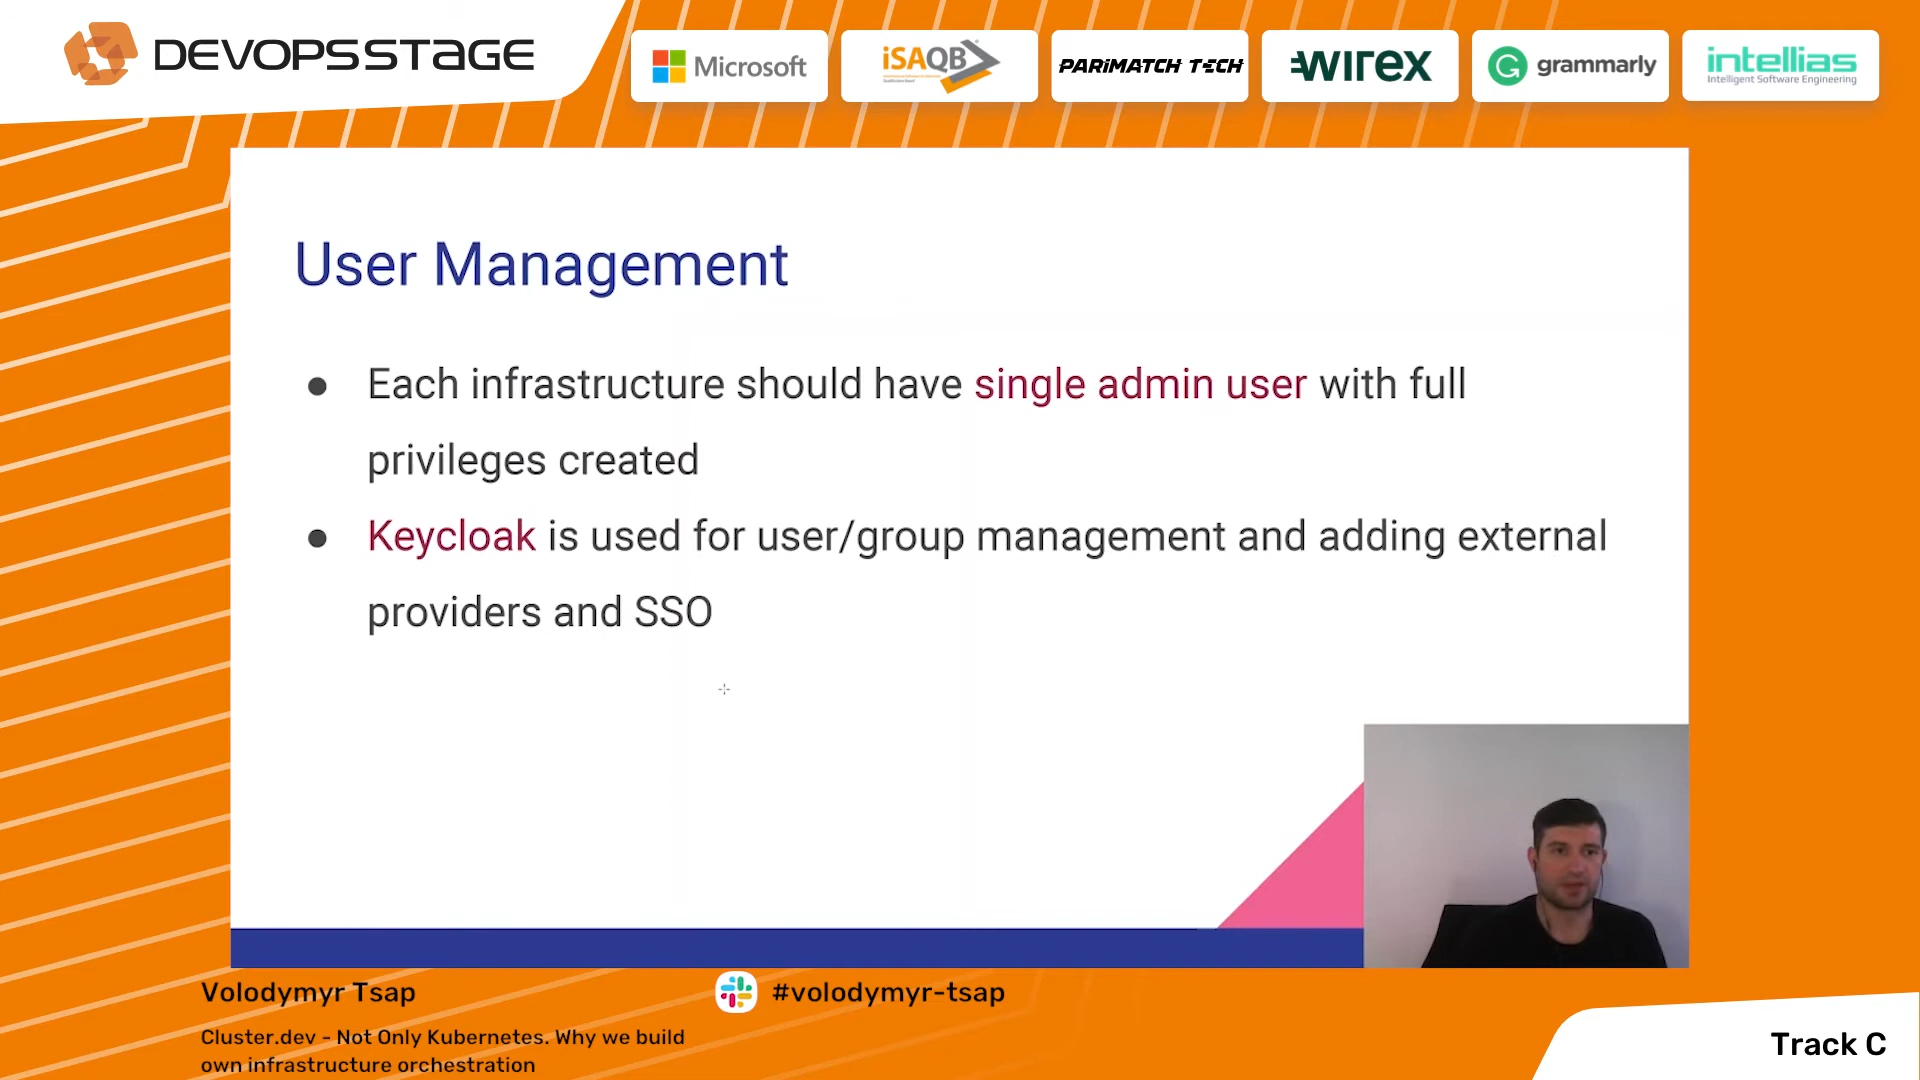 DEVOPSSTAGE
Microsoft
iSAQB
PARIMATCH TECH
wirex
grammarly
intellias
Intelligent Software Engineering
User Management
● Each infrastructure should have single admin user with full
privileges created
● Keycloak is used for user/group management and adding external
providers and SSO
Volodymyr Tsap
#volodymyr-tsap
Cluster.dev - Not Only Kubernetes. Why we build
own infrastructure orchestration
Track C